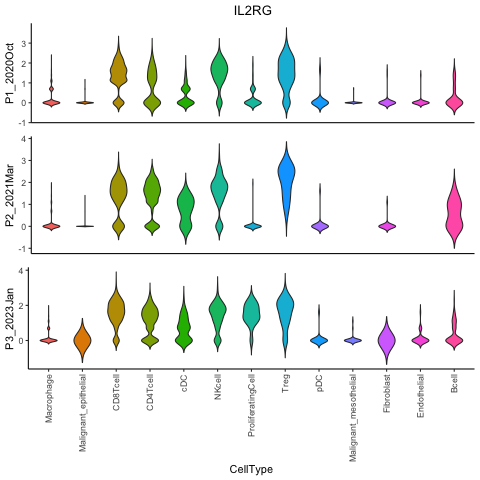 IL2RG
P1_2020Oct
3
2
1
0
-1
P2_2021Mar
4
3
2
1
0
-1
P3_2023Jan
4
2
0
Macrophage
Malignant_epithelial
CD8Tcell
CD4Tcell
cDC
NKcell
ProliferatingCell
Treg
pDC
Malignant_mesothelial
Fibroblast
Endothelial
Bcell
CellType